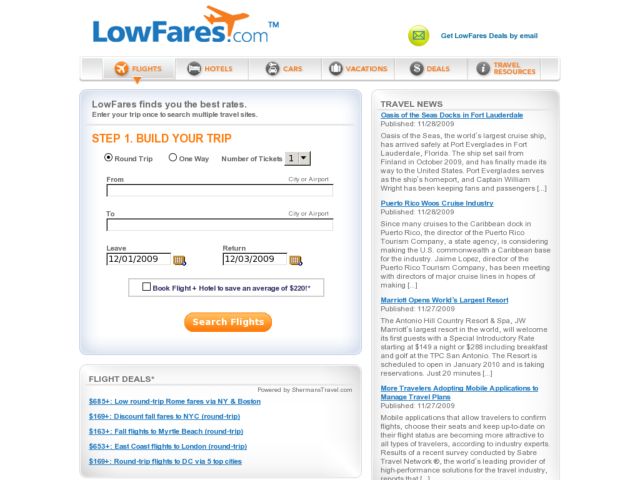 LowFares.com™
Get LowFares Deals by email
FLIGHTS
HOTELS
CARS
VACATIONS
DEALS
TRAVEL RESOURCES
LowFares finds you the best rates.
Enter your trip once to search multiple travel sites.
STEP 1. BUILD YOUR TRIP
Round Trip One Way Number of Tickets 1
From City or Airport
To City or Airport
Leave Return
12/01/2009 12/03/2009
Book Flight + Hotel to save an average of $220!*
Search Flights
FLIGHT DEALS*
Powered by ShermansTravel.com
$685+: Low round-trip Rome fares via NY & Boston
$169+: Discount fall fares to NYC (round-trip)
$163+: Fall flights to Myrtle Beach (round-trip)
$653+: East Coast flights to London (round-trip)
$169+: Round-trip flights to DC via 5 top cities
TRAVEL NEWS
Oasis of the Seas Docks in Fort Lauderdale
Published: 11/28/2009
Oasis of the Seas, the world´s largest cruise ship,
has arrived safely at Port Everglades in Fort
Lauderdale, Florida. The ship set sail from
Finland in October 2009, and has finally made its
way to the United States. Port Everglades serves
as the ship´s homeport, and Captain William
Wright has been keeping fans and passengers [...]
Puerto Rico Woos Cruise Industry
Published: 11/28/2009
Since many cruises to the Caribbean dock in
Puerto Rico, the director of the Puerto Rico
Tourism Company, a state agency, is considering
making the U.S. commonwealth a Caribbean base
for the industry. Jaime Lopez, director of the
Puerto Rico Tourism Company, has been meeting
with directors of major cruise lines in hopes of
making [...]
Marriott Opens World´s Largest Resort
Published: 11/27/2009
The Antonio Hill Country Resort & Spa, JW
Marriott´s largest resort in the world, will welcome
its first guests with a Special Introductory Rate
starting at $149 a night or $288 including breakfast
and golf at the TPC San Antonio. The Resort is
scheduled to open in January 2010 and is taking
reservations. Just 20 minutes [...]
More Travelers Adopting Mobile Applications to
Manage Travel Plans
Published: 11/27/2009
Mobile applications that allow travelers to confirm
flights, choose their seats and keep up-to-date on
their flight status are becoming more attractive to
all types of travelers, according to industry experts.
Results of a recent survey conducted by Sabre
Travel Network ®, the world´s leading provider of
high-performance solutions for the travel industry,
reports that [...]